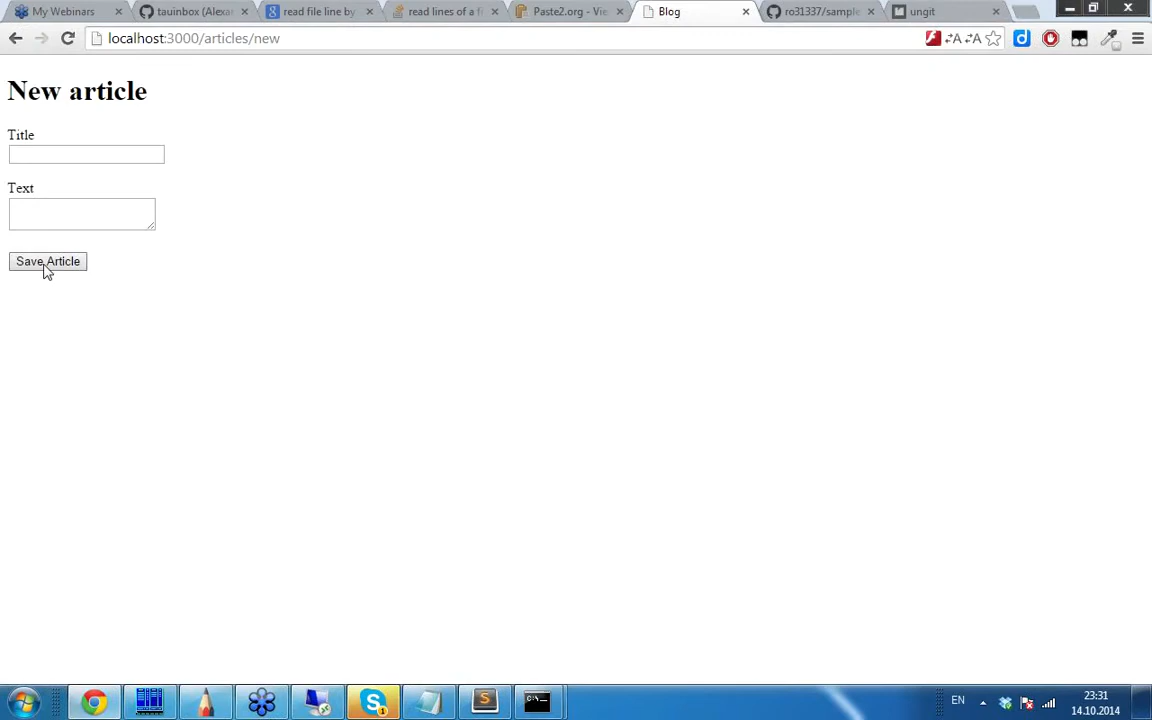 My Webinars
tauinbox (Alexa
read file line by
read lines of a fi
Paste2.org - Vie
Blog
ro31337/sample
ungit
localhost:3000/articles/new
New article
Title
Text
Save Article
EN
23:31
14.10.2014